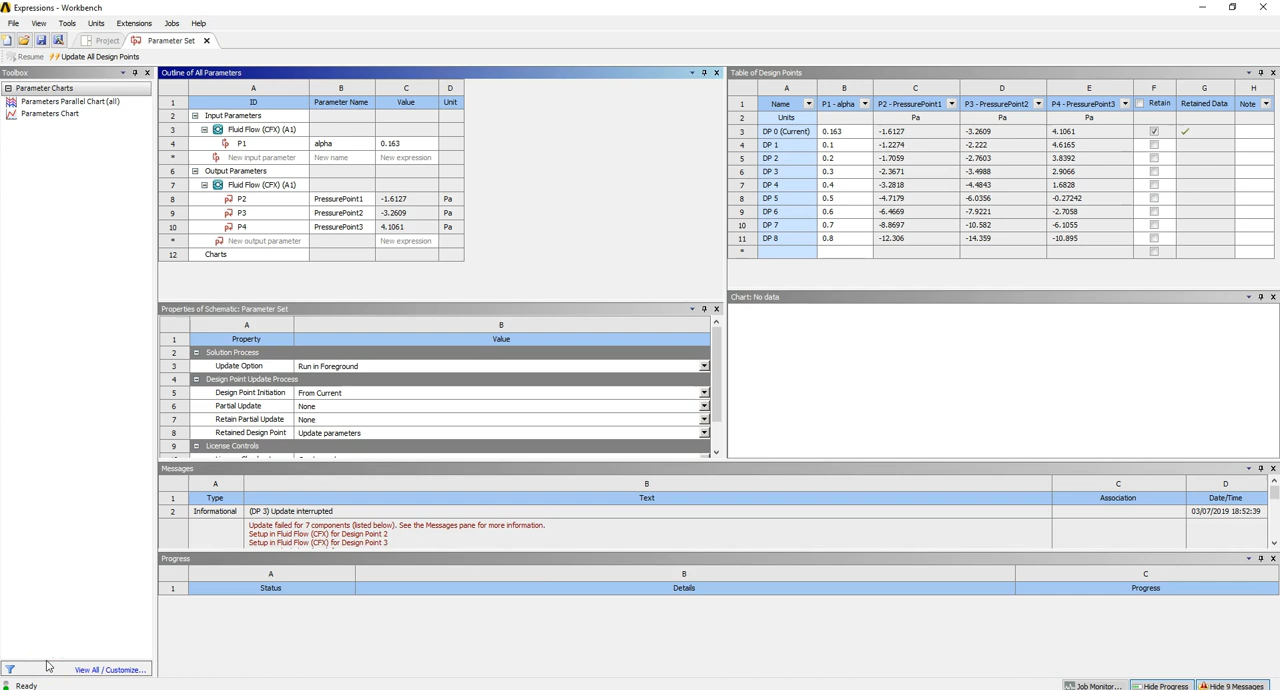 Expressions - Workbench
File View Tools Units Extensions Jobs Help
Project Parameter Set
Resume Update All Design Points
Toolbox
Parameter Charts
Parameters Parallel Chart (all)
Parameters Chart
View All / Customize...
Outline of All Parameters
A B C D
1 ID Parameter Name Value Unit
2 Input Parameters
3 Fluid Flow (CFX) (A1)
4 P1 alpha 0.163
* New input parameter New name New expression
6 Output Parameters
7 Fluid Flow (CFX) (A1)
8 P2 PressurePoint1 -1.6127 Pa
9 P3 PressurePoint2 -3.2609 Pa
10 P4 PressurePoint3 4.1061 Pa
* New output parameter New expression
12 Charts
Table of Design Points
A B C D E F G H
1 Name P1 - alpha P2 - PressurePoint1 P3 - PressurePoint2 P4 - PressurePoint3 Retain Retained Data Note
2 Units Pa Pa Pa
3 DP 0 (Current) 0.163 -1.6127 -3.2609 4.1061
4 DP 1 0.1 -1.2274 -2.222 4.6165
5 DP 2 0.2 -1.7059 -2.7603 3.8392
6 DP 3 0.3 -2.3671 -3.4988 2.9066
7 DP 4 0.4 -3.2818 -4.4843 1.6828
8 DP 5 0.5 -4.7179 -6.0356 -0.27242
9 DP 6 0.6 -6.4669 -7.9221 -2.7058
10 DP 7 0.7 -8.8697 -10.582 -6.1055
11 DP 8 0.8 -12.306 -14.359 -10.895
*
Properties of Schematic: Parameter Set
A B
1 Property Value
2 Solution Process
3 Update Option Run in Foreground
4 Design Point Update Process
5 Design Point Initiation From Current
6 Partial Update None
7 Retain Partial Update None
8 Retained Design Point Update parameters
9 License Controls
Chart: No data
Messages
A B C D
1 Type Text Association Date/Time
2 Informational (DP 3) Update interrupted 03/07/2019 18:52:39
Update failed for 7 components (listed below). See the Messages pane for more information.
Setup in Fluid Flow (CFX) for Design Point 2
Setup in Fluid Flow (CFX) for Design Point 3
Progress
A B C
1 Status Details Progress
Ready Job Monitor... Hide Progress Hide 9 Messages